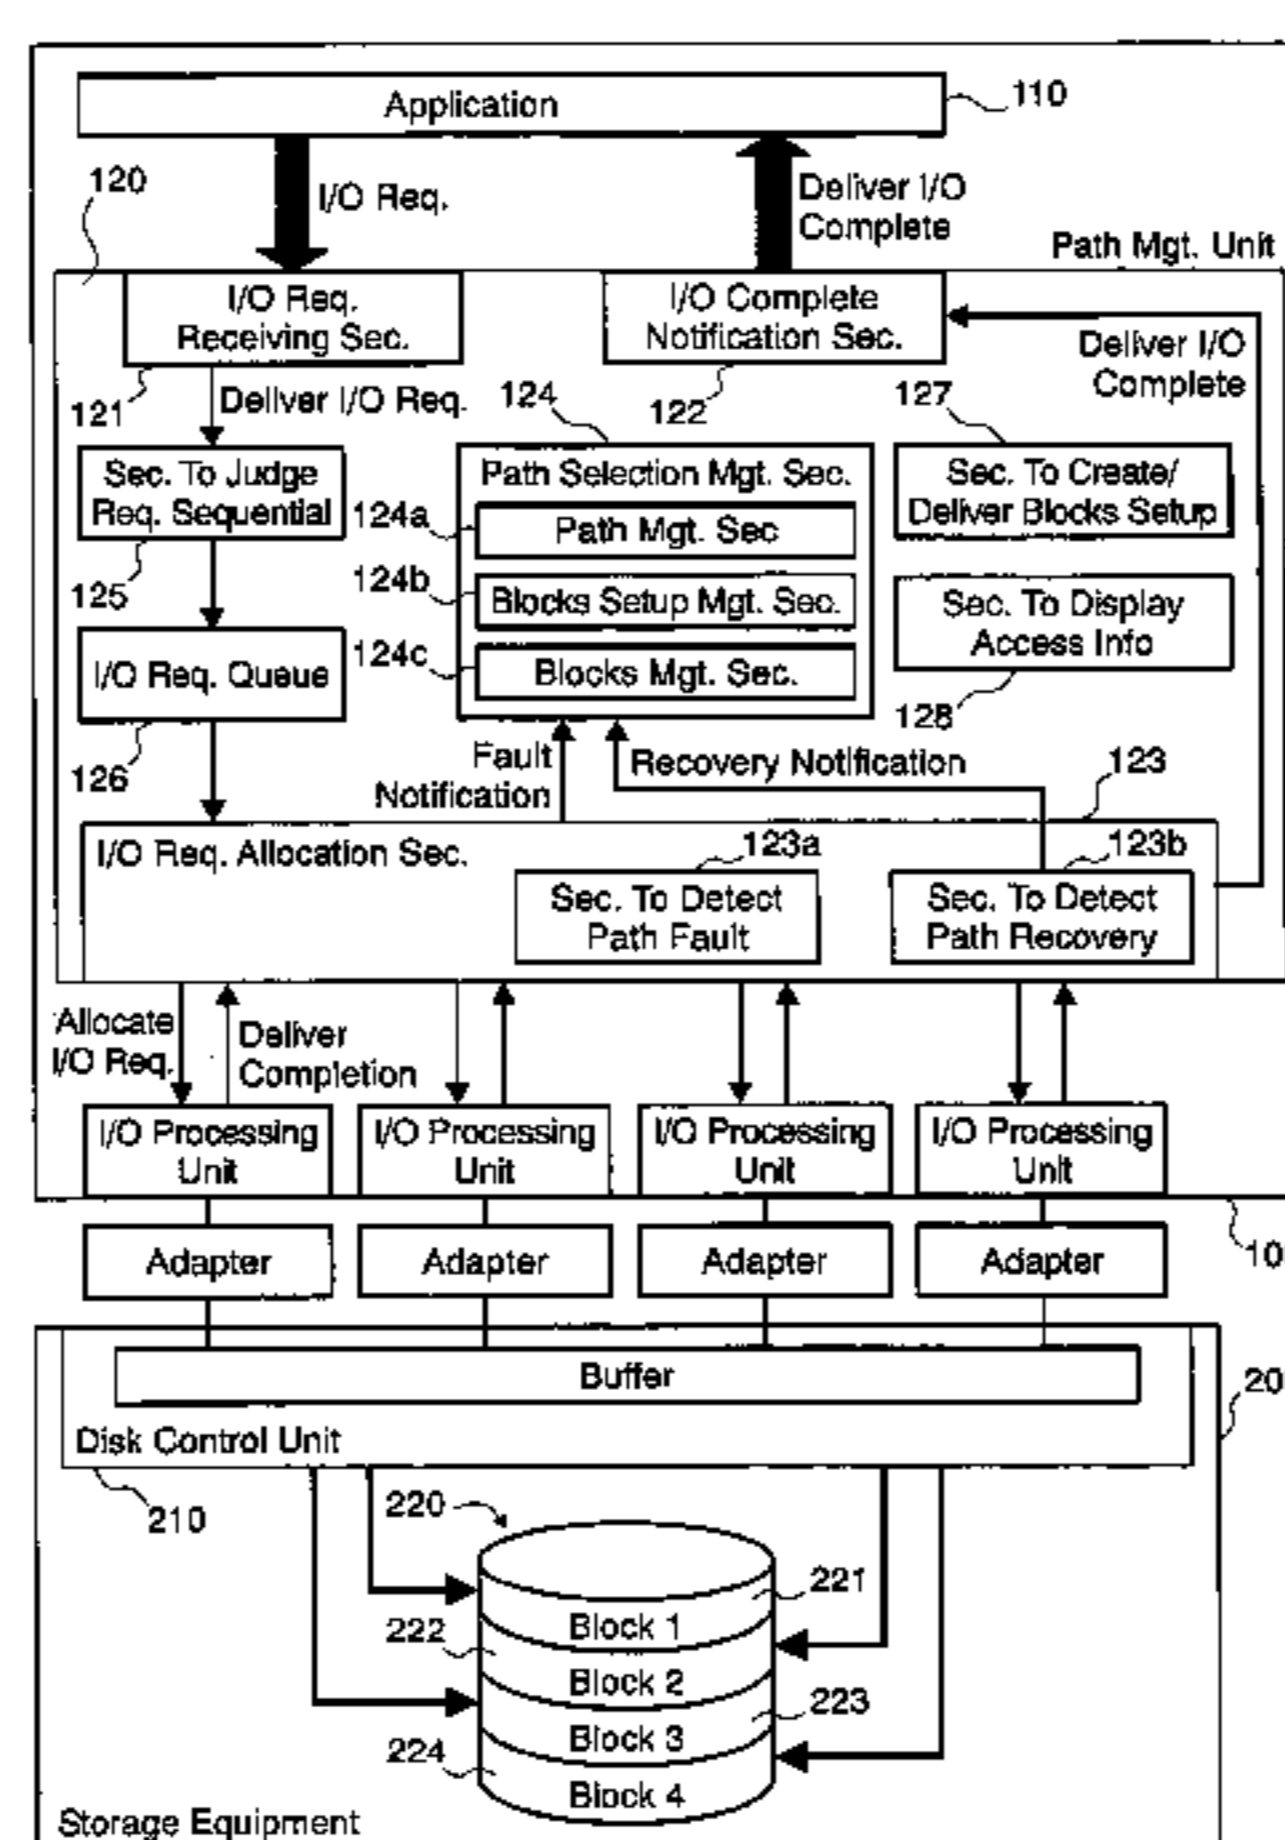 Application
110
120
I/O Req.
Deliver I/O
Complete
Path Mgt. Unit
I/O Req.
Receiving Sec.
I/O Complete
Notification Sec.
Deliver I/O
Complete
121
Deliver I/O Req.
124
122
127
Sec. To Judge
Req. Sequential
Path Selection Mgt. Sec.
Sec. To Create/
Deliver Blocks Setup
124a
Path Mgt. Sec
125
124b
Blocks Setup Mgt. Sec.
Sec. To Display
Access Info
I/O Req. Queue
124c
Blocks Mgt. Sec.
128
126
Fault
Notification
Recovery Notification
123
I/O Req. Allocation Sec.
123a
123b
Sec. To Detect
Path Fault
Sec. To Detect
Path Recovery
Allocate
I/O Req.
Deliver
Completion
I/O Processing
Unit
I/O Processing
Unit
I/O Processing
Unit
I/O Processing
Unit
10
Adapter
Adapter
Adapter
Adapter
Buffer
20
Disk Control Unit
210
220
221
Block 1
222
Block 2
223
Block 3
224
Block 4
Storage Equipment